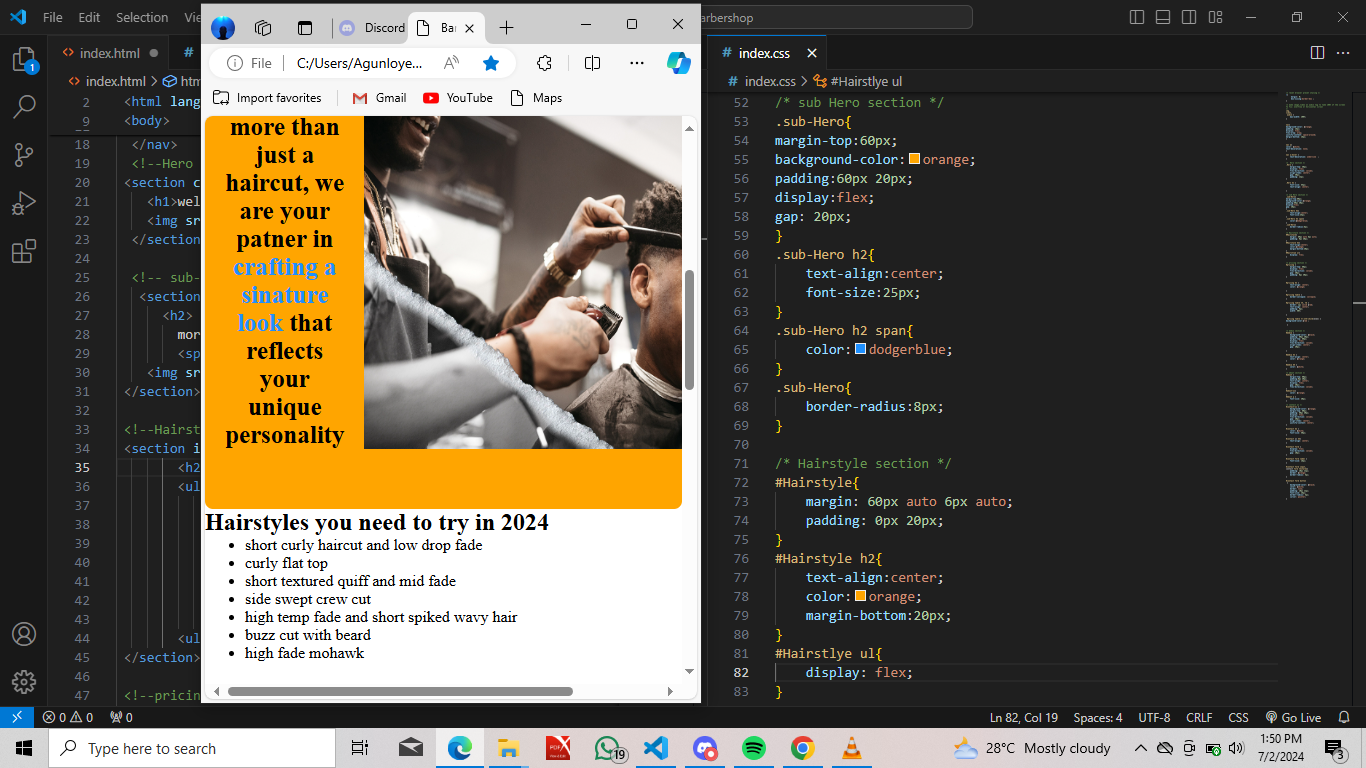 File Edit Selection Vi
arbershop
Discord
Ba
File
C:/Users/Agunloye...
Import favorites
Gmail
YouTube
Maps
more than
just a
haircut, we
are your
patner in
crafting a
sinature
look that
reflects
your
unique
personality
Hairstyles you need to try in 2024
short curly haircut and low drop fade
curly flat top
short textured quiff and mid fade
side swept crew cut
high temp fade and short spiked wavy hair
buzz cut with beard
high fade mohawk
index.html
#
index.html > htm
2 <html lang
9 <body>
18 </nav>
19 <!--Hero
20 <section c
21 <h1>wel
22 <img sr
23 </section
24
25 <!-- sub-
26 <section
27 <h2>
28 mor
29 <sp
30 <img sr
31 </section>
32
33 <!--Hairst
34 <section i
35 <h2
36 <ul
37
38
39
40
41
42
43
44 <ul
45 </section>
46
47 <!--pricin
# index.css
# index.css > #Hairstlye ul
52 /* sub Hero section */
53 .sub-Hero{
54 margin-top:60px;
55 background-color:orange;
56 padding:60px 20px;
57 display:flex;
58 gap: 20px;
59 }
60 .sub-Hero h2{
61 text-align:center;
62 font-size:25px;
63 }
64 .sub-Hero h2 span{
65 color:dodgerblue;
66 }
67 .sub-Hero{
68 border-radius:8px;
69 }
70
71 /* Hairstyle section */
72 #Hairstyle{
73 margin: 60px auto 6px auto;
74 padding: 0px 20px;
75 }
76 #Hairstyle h2{
77 text-align:center;
78 color:orange;
79 margin-bottom:20px;
80 }
81 #Hairstlye ul{
82 display: flex;
83 }
1
0 0 0
Ln 82, Col 19 Spaces: 4 UTF-8 CRLF CSS Go Live
Type here to search
PDFX
19
28°C Mostly cloudy
1:50 PM
7/2/2024
3